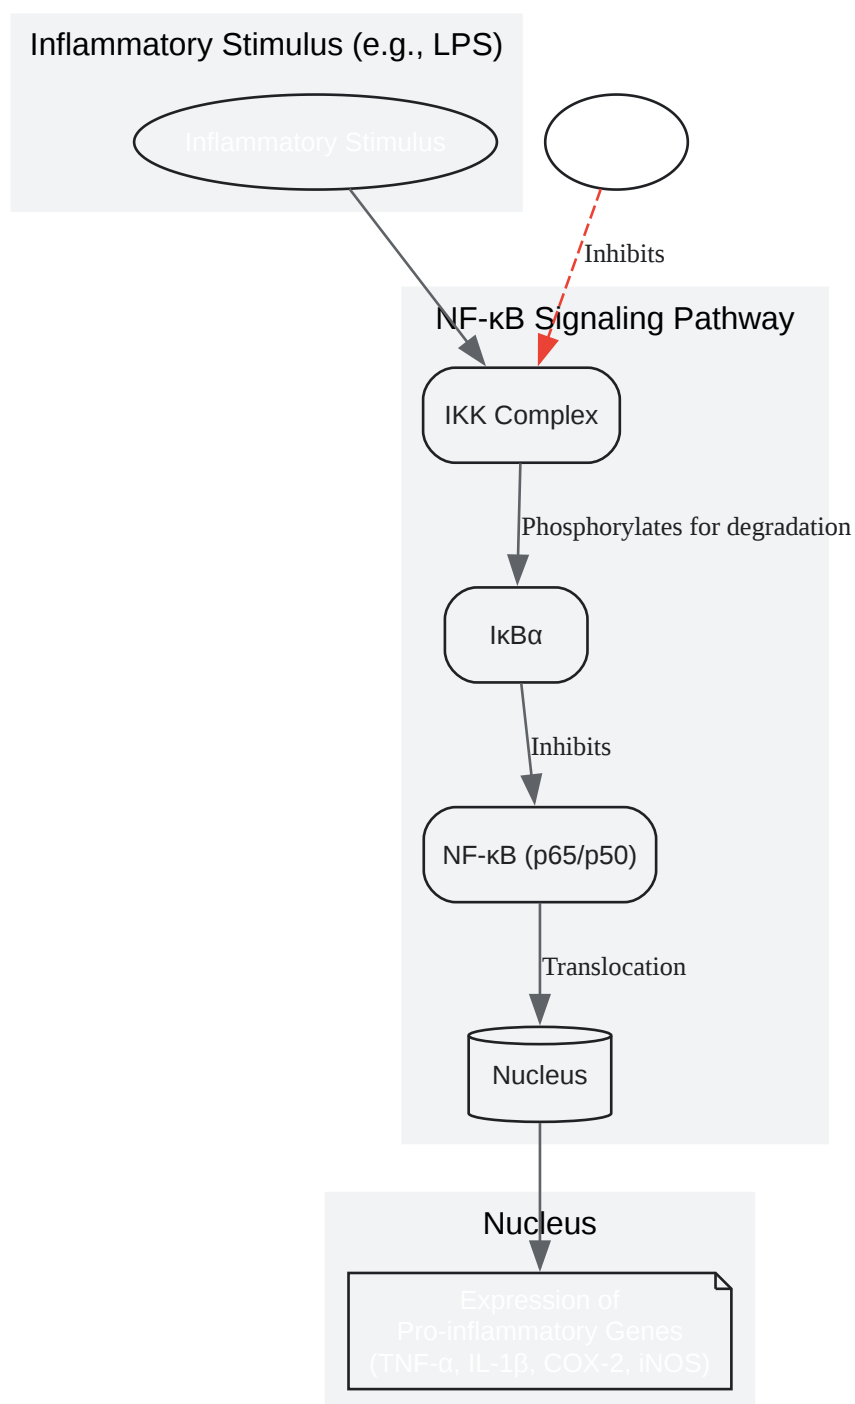 Inflammatory Stimulus (e.g., LPS)
Inflammatory Stimulus
Inhibits
NF-κB Signaling Pathway
IKK Complex
Phosphorylates for degradation
IκBα
Inhibits
NF-κB (p65/p50)
Translocation
Nucleus
Nucleus
Expression of
Pro-inflammatory Genes
(TNF-α, IL-1β, COX-2, iNOS)